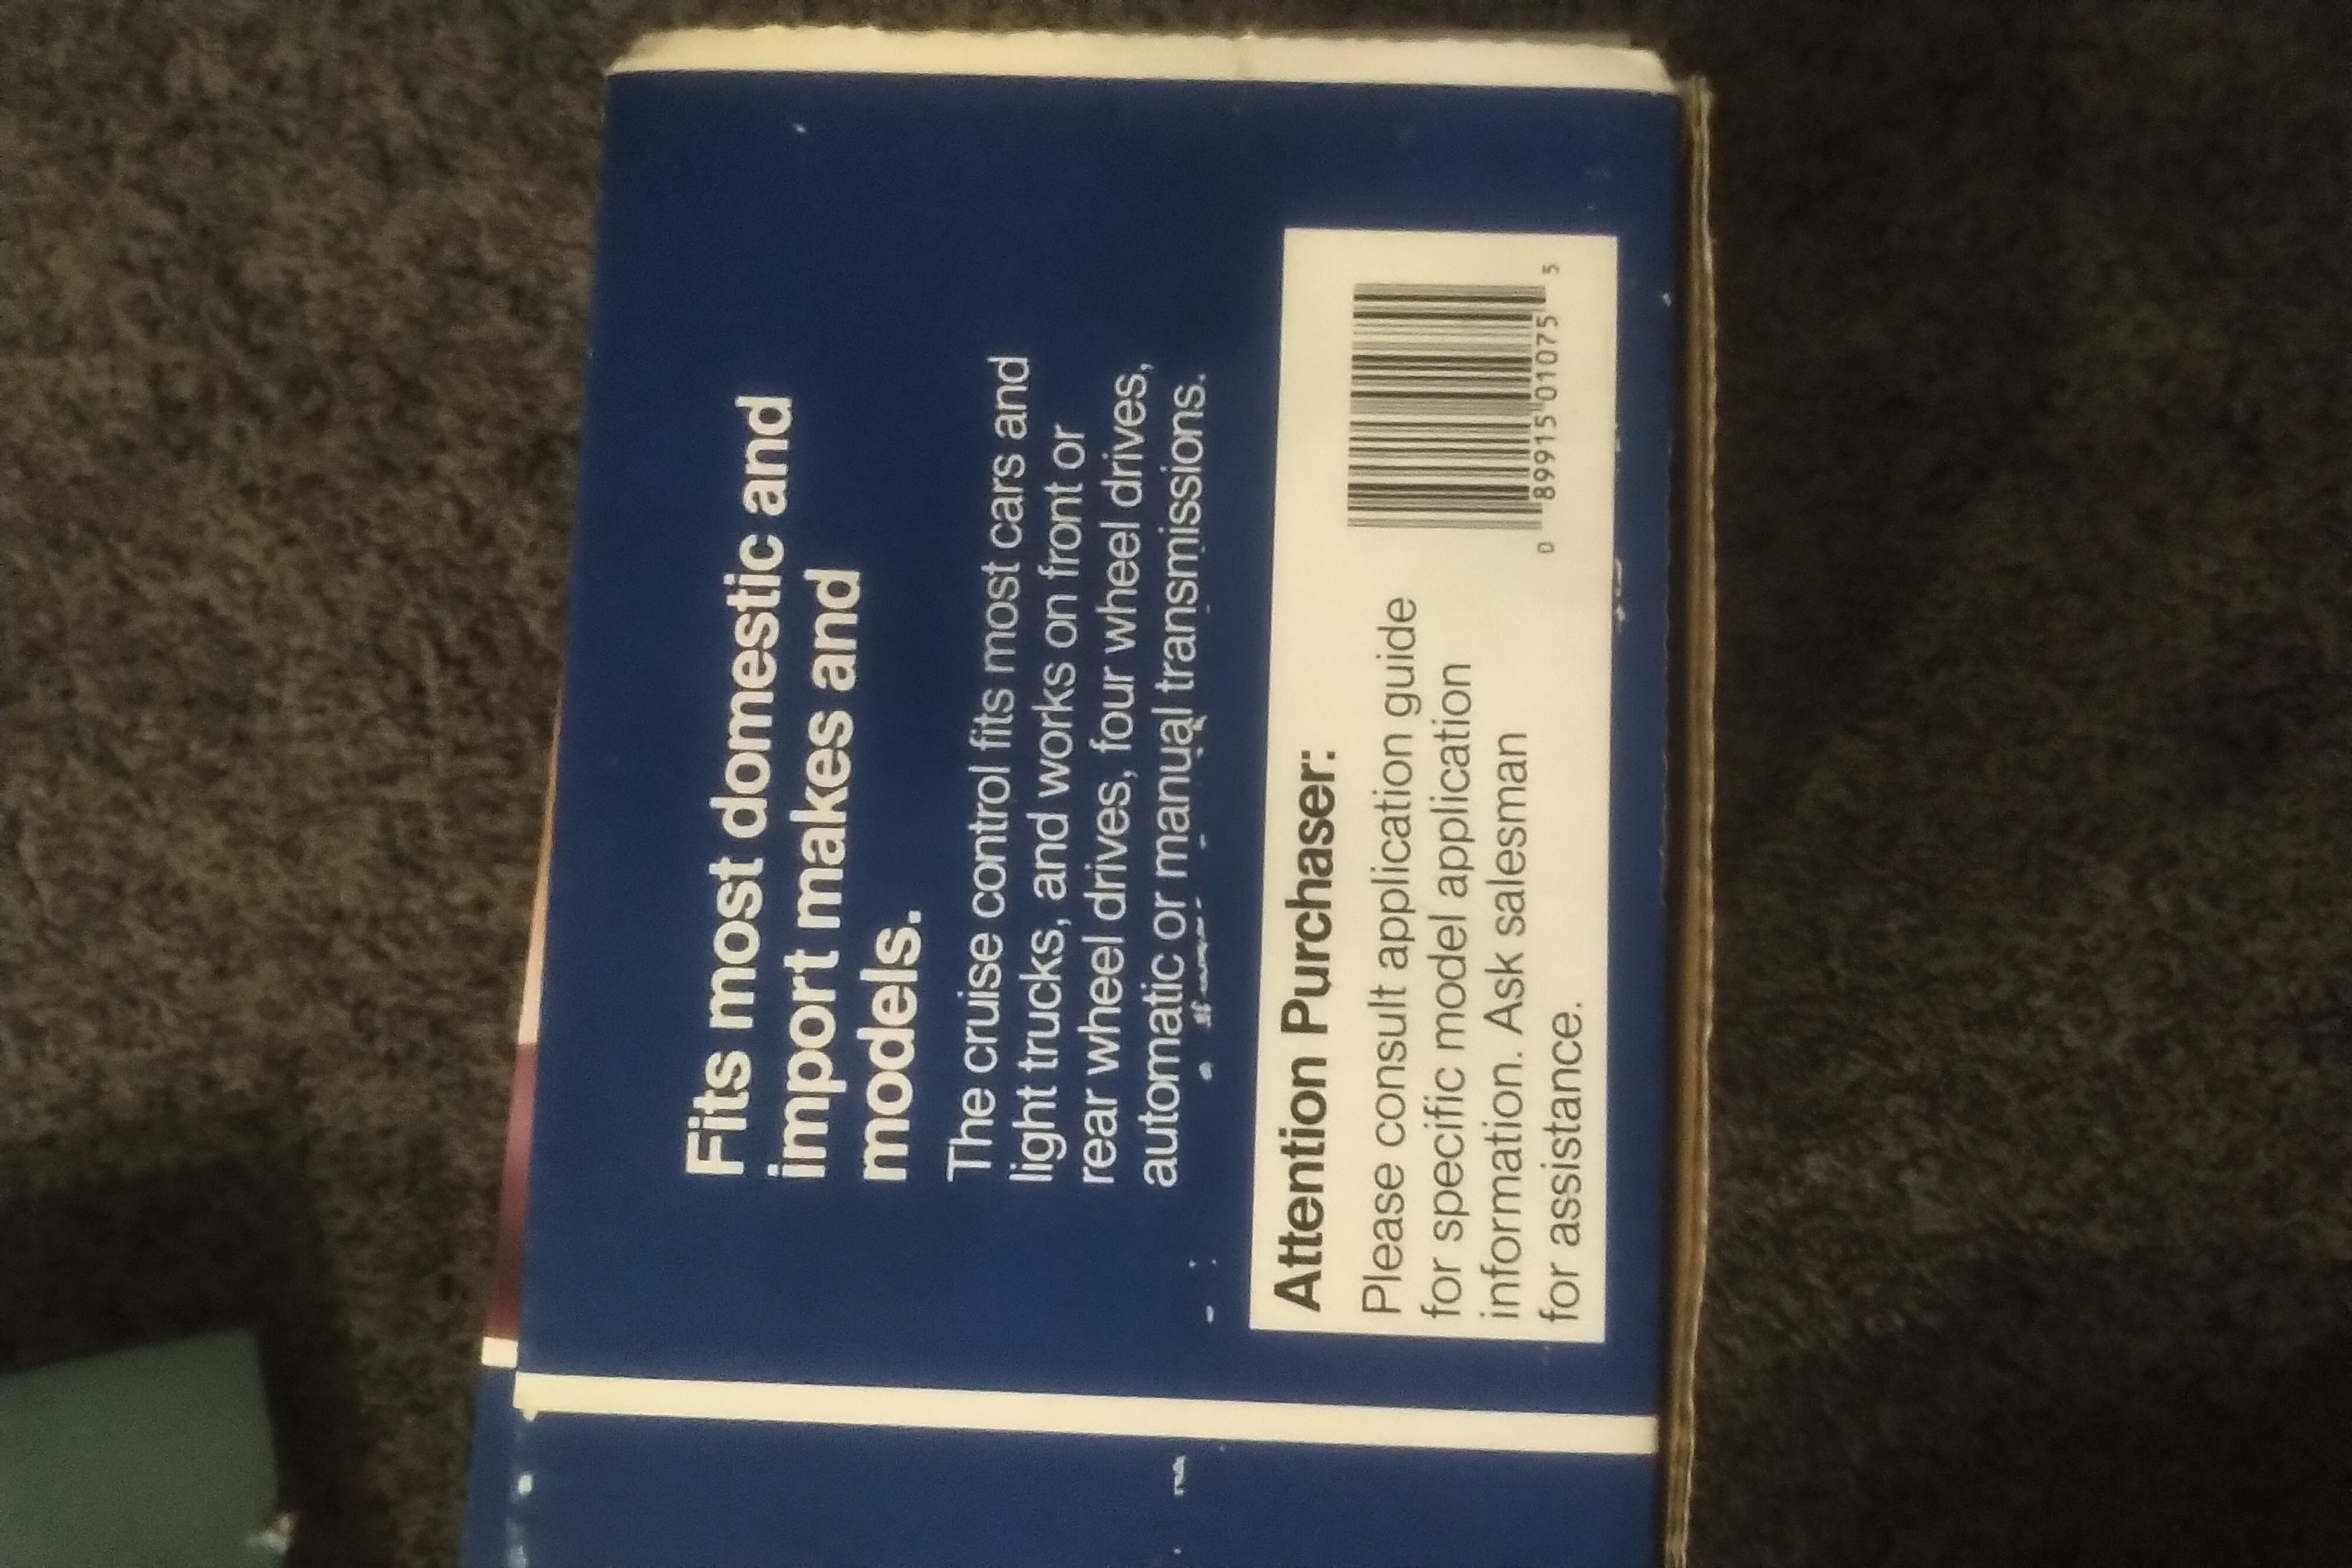 Fits most domestic and
import makes and
models.
The cruise control fits most cars and
light trucks, and works on front or
rear wheel drives, four wheel drives,
automatic or manual transmissions.
Attention Purchaser:
Please consult application guide
for specific model application
information. Ask salesman
for assistance.
0 89915 01075 5